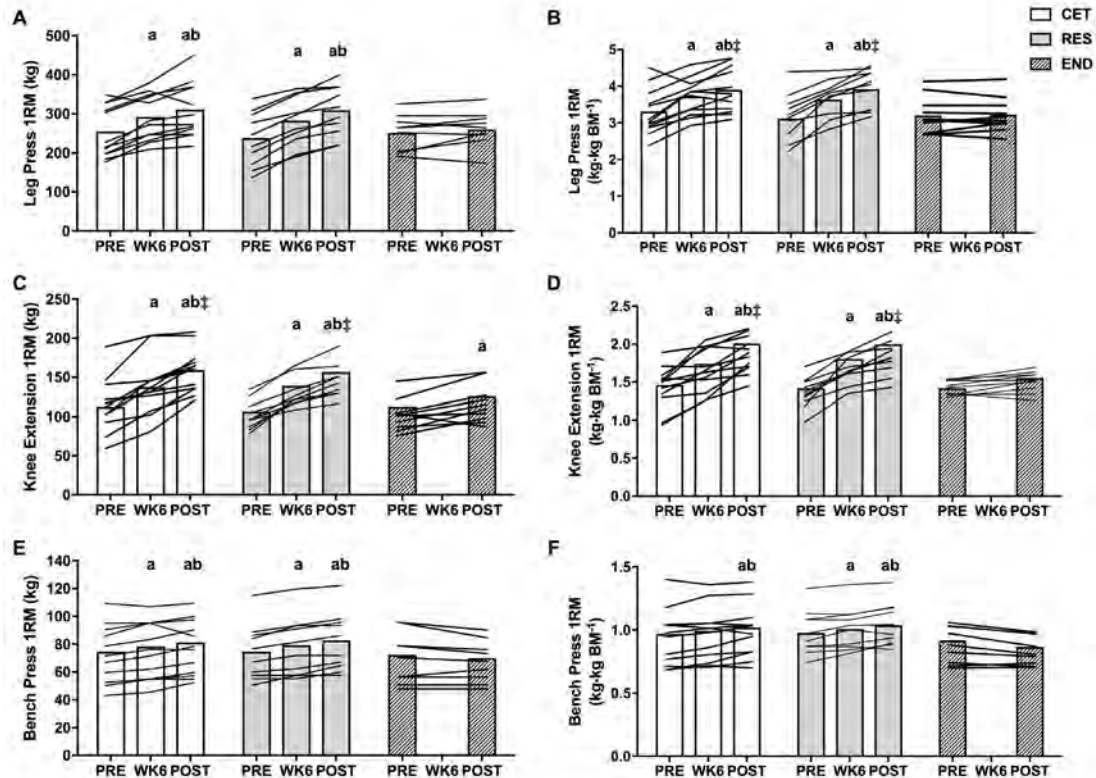 A
Leg Press 1RM (kg)
500
400
300
200
100
0
a
ab
a
ab
PRE WK6 POST
PRE WK6 POST
PRE WK6 POST
B
Leg Press 1RM
(kg·kg BM⁻¹)
5
4
3
2
1
0
a
ab‡
a
ab‡
PRE WK6 POST
PRE WK6 POST
PRE WK6 POST
CET
RES
END
C
Knee Extension 1RM (kg)
250
200
150
100
50
0
a
ab‡
a
ab‡
a
PRE WK6 POST
PRE WK6 POST
PRE WK6 POST
D
Knee Extension 1RM
(kg·kg BM⁻¹)
2.5
2.0
1.5
1.0
0.5
0.0
a
ab‡
a
ab‡
PRE WK6 POST
PRE WK6 POST
PRE WK6 POST
E
Bench Press 1RM (kg)
140
120
100
80
60
40
20
0
a
ab
a
ab
PRE WK6 POST
PRE WK6 POST
PRE WK6 POST
F
Bench Press 1RM
(kg·kg BM⁻¹)
1.5
1.0
0.5
0.0
ab
a
ab
PRE WK6 POST
PRE WK6 POST
PRE WK6 POST